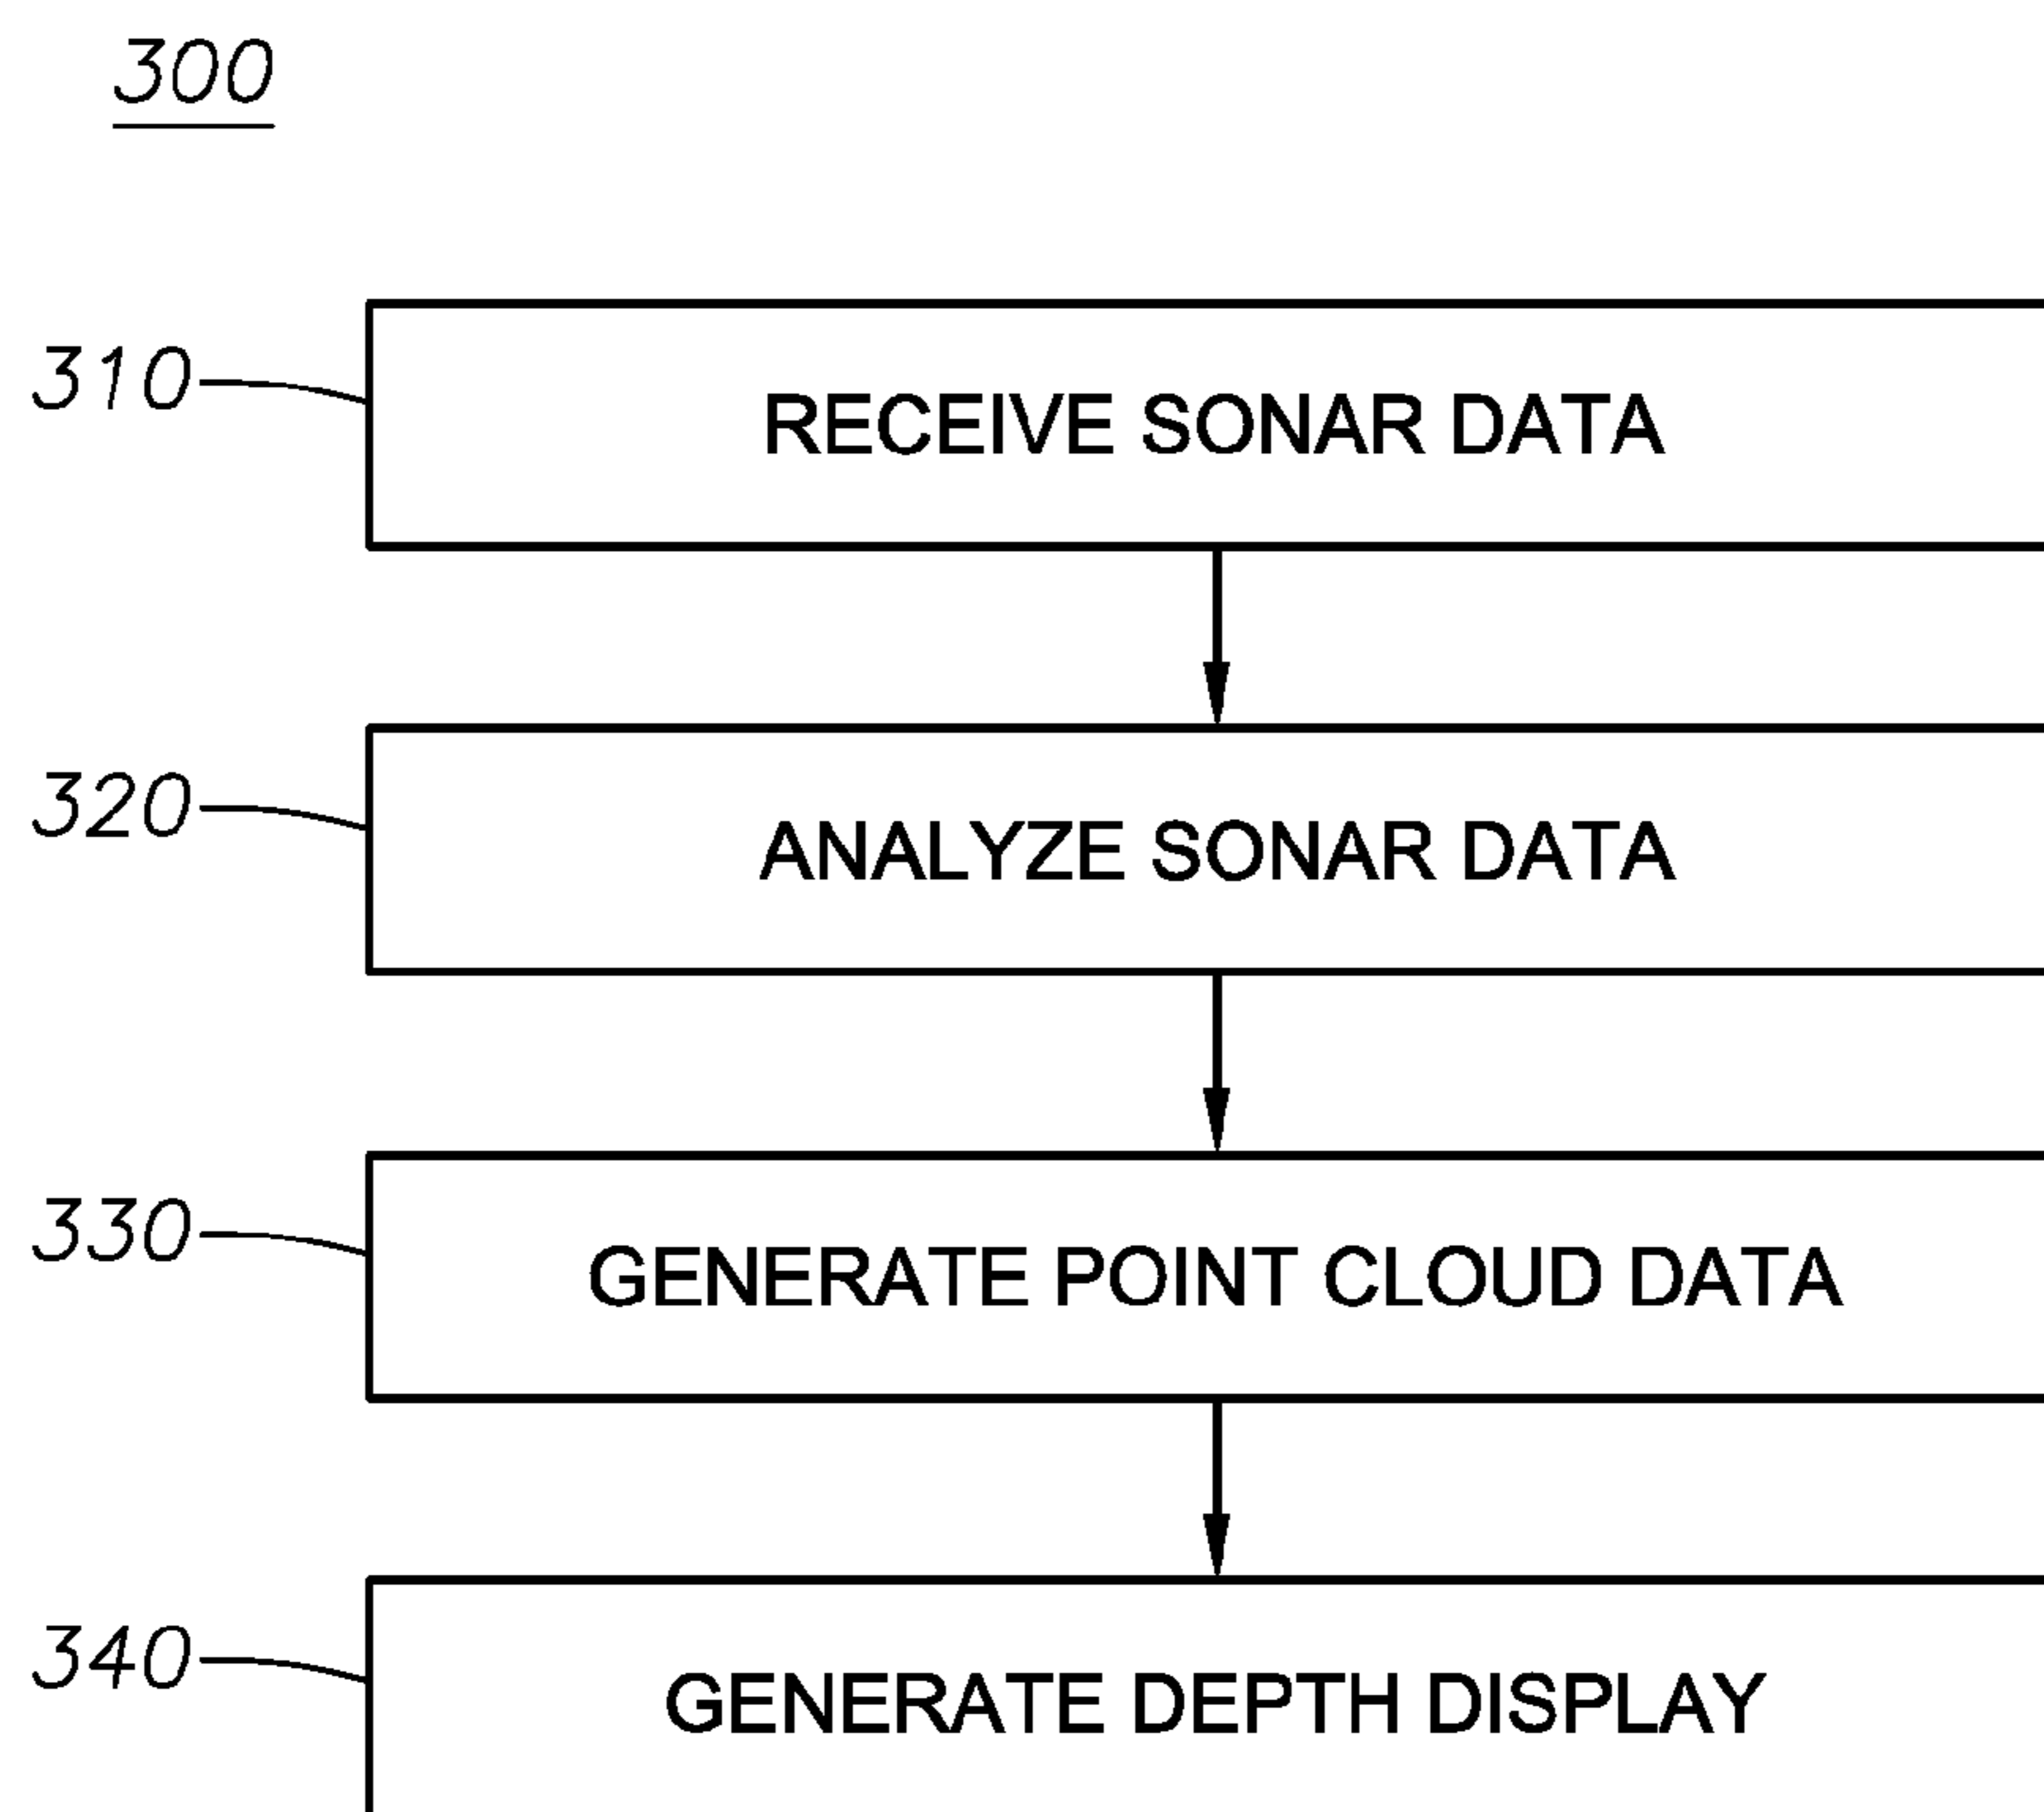 300
310
RECEIVE SONAR DATA
320
ANALYZE SONAR DATA
330
GENERATE POINT CLOUD DATA
340
GENERATE DEPTH DISPLAY